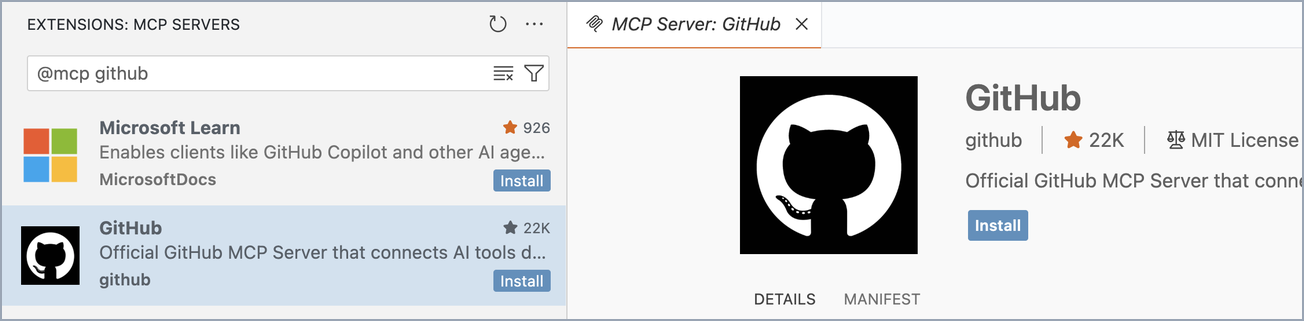 EXTENSIONS: MCP SERVERS
@mcp github
Microsoft Learn 926
Enables clients like GitHub Copilot and other AI age...
MicrosoftDocs Install
GitHub 22K
Official GitHub MCP Server that connects AI tools d...
github Install
MCP Server: GitHub
GitHub
github 22K MIT License
Official GitHub MCP Server that
Install
DETAILS MANIFEST